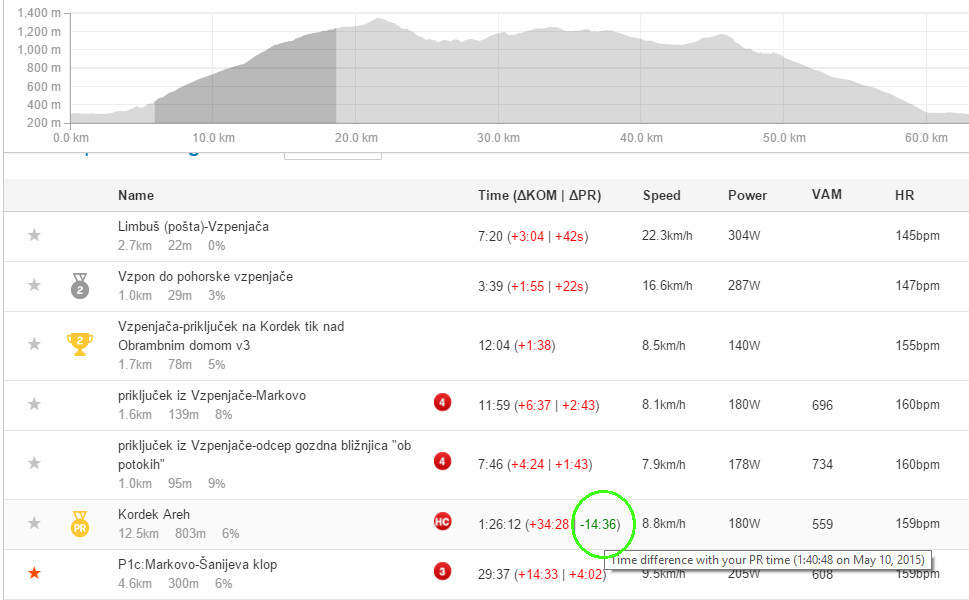 1,400 m
1,200 m
1,000 m
800 m
600 m
400 m
200 m
0.0 km 10.0 km 20.0 km 30.0 km 40.0 km 50.0 km 60.0 km
Name Time (ΔKOM | ΔPR) Speed Power VAM HR
Limbuš (pošta)-Vzpenjača
2.7km 22m 0%
7:20 (+3:04 | +42s) 22.3km/h 304W 145bpm
2
Vzpon do pohorske vzpenjače
1.0km 29m 3%
3:39 (+1:55 | +22s) 16.6km/h 287W 147bpm
2
Vzpenjača-priključek na Kordek tik nad
Obrambnim domom v3
1.7km 78m 5%
12:04 (+1:38) 8.5km/h 140W 155bpm
priključek iz Vzpenjače-Markovo
1.6km 139m 8%
4 11:59 (+6:37 | +2:43) 8.1km/h 180W 696 160bpm
priključek iz Vzpenjače-odcep gozdna bližnjica "ob
potokih"
1.0km 95m 9%
4 7:46 (+4:24 | +1:43) 7.9km/h 178W 734 160bpm
PR
Kordek Areh
12.5km 803m 6%
HC 1:26:12 (+34:28 | -14:36) 8.8km/h 180W 559 159bpm
Time difference with your PR time (1:40:48 on May 10, 2015)
P1c:Markovo-Šanijeva klop
4.6km 300m 6%
3 29:37 (+14:33 | +4:02) 9.5km/h 205W 608 159bpm